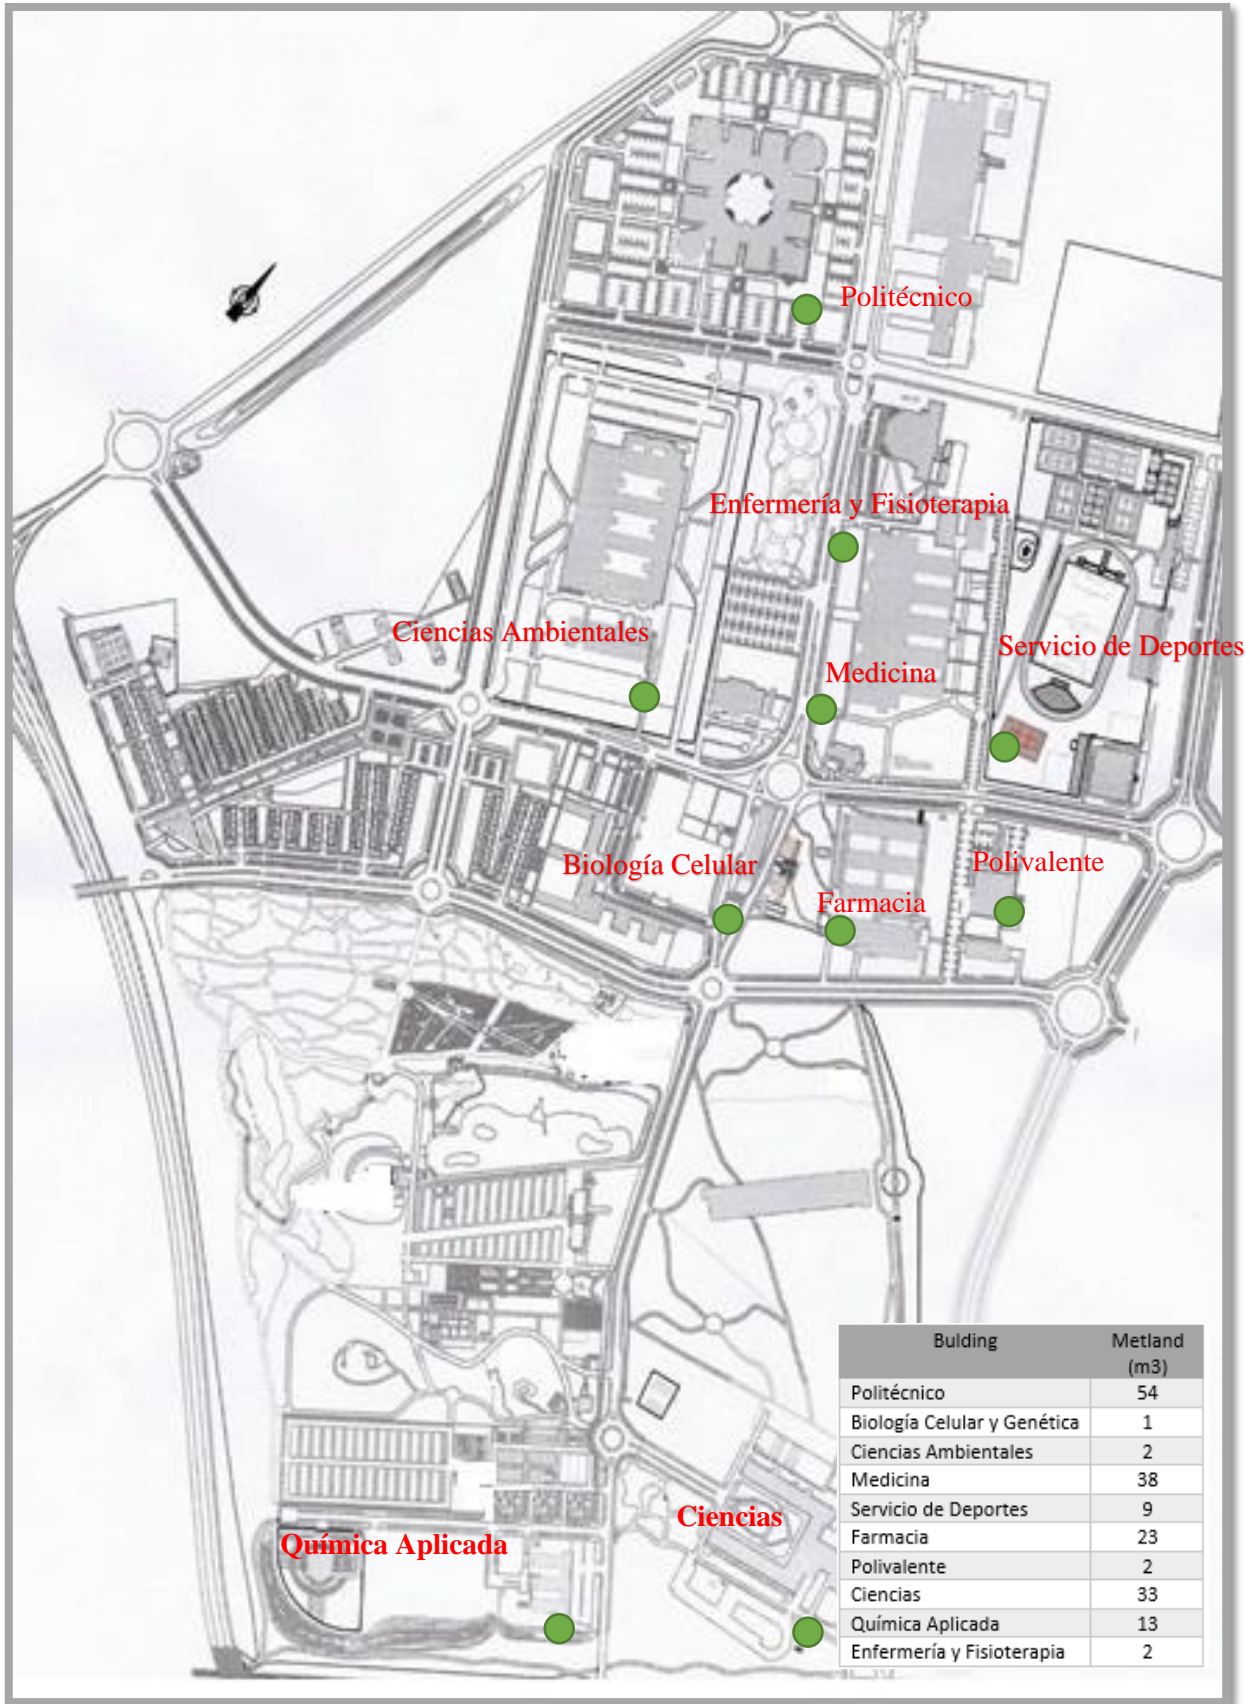 Politécnico
Enfermería y Fisioterapia
Ciencias Ambientales
Servicio de Deportes
Medicina
Biología Celular
Polivalente
Farmacia
Bulding Metland
(m3)
Politécnico 54
Biología Celular y Genética 1
Ciencias Ambientales 2
Medicina 38
Servicio de Deportes 9
Farmacia 23
Polivalente 2
Ciencias 33
Química Aplicada 13
Enfermería y Fisioterapia 2
Ciencias
Química Aplicada